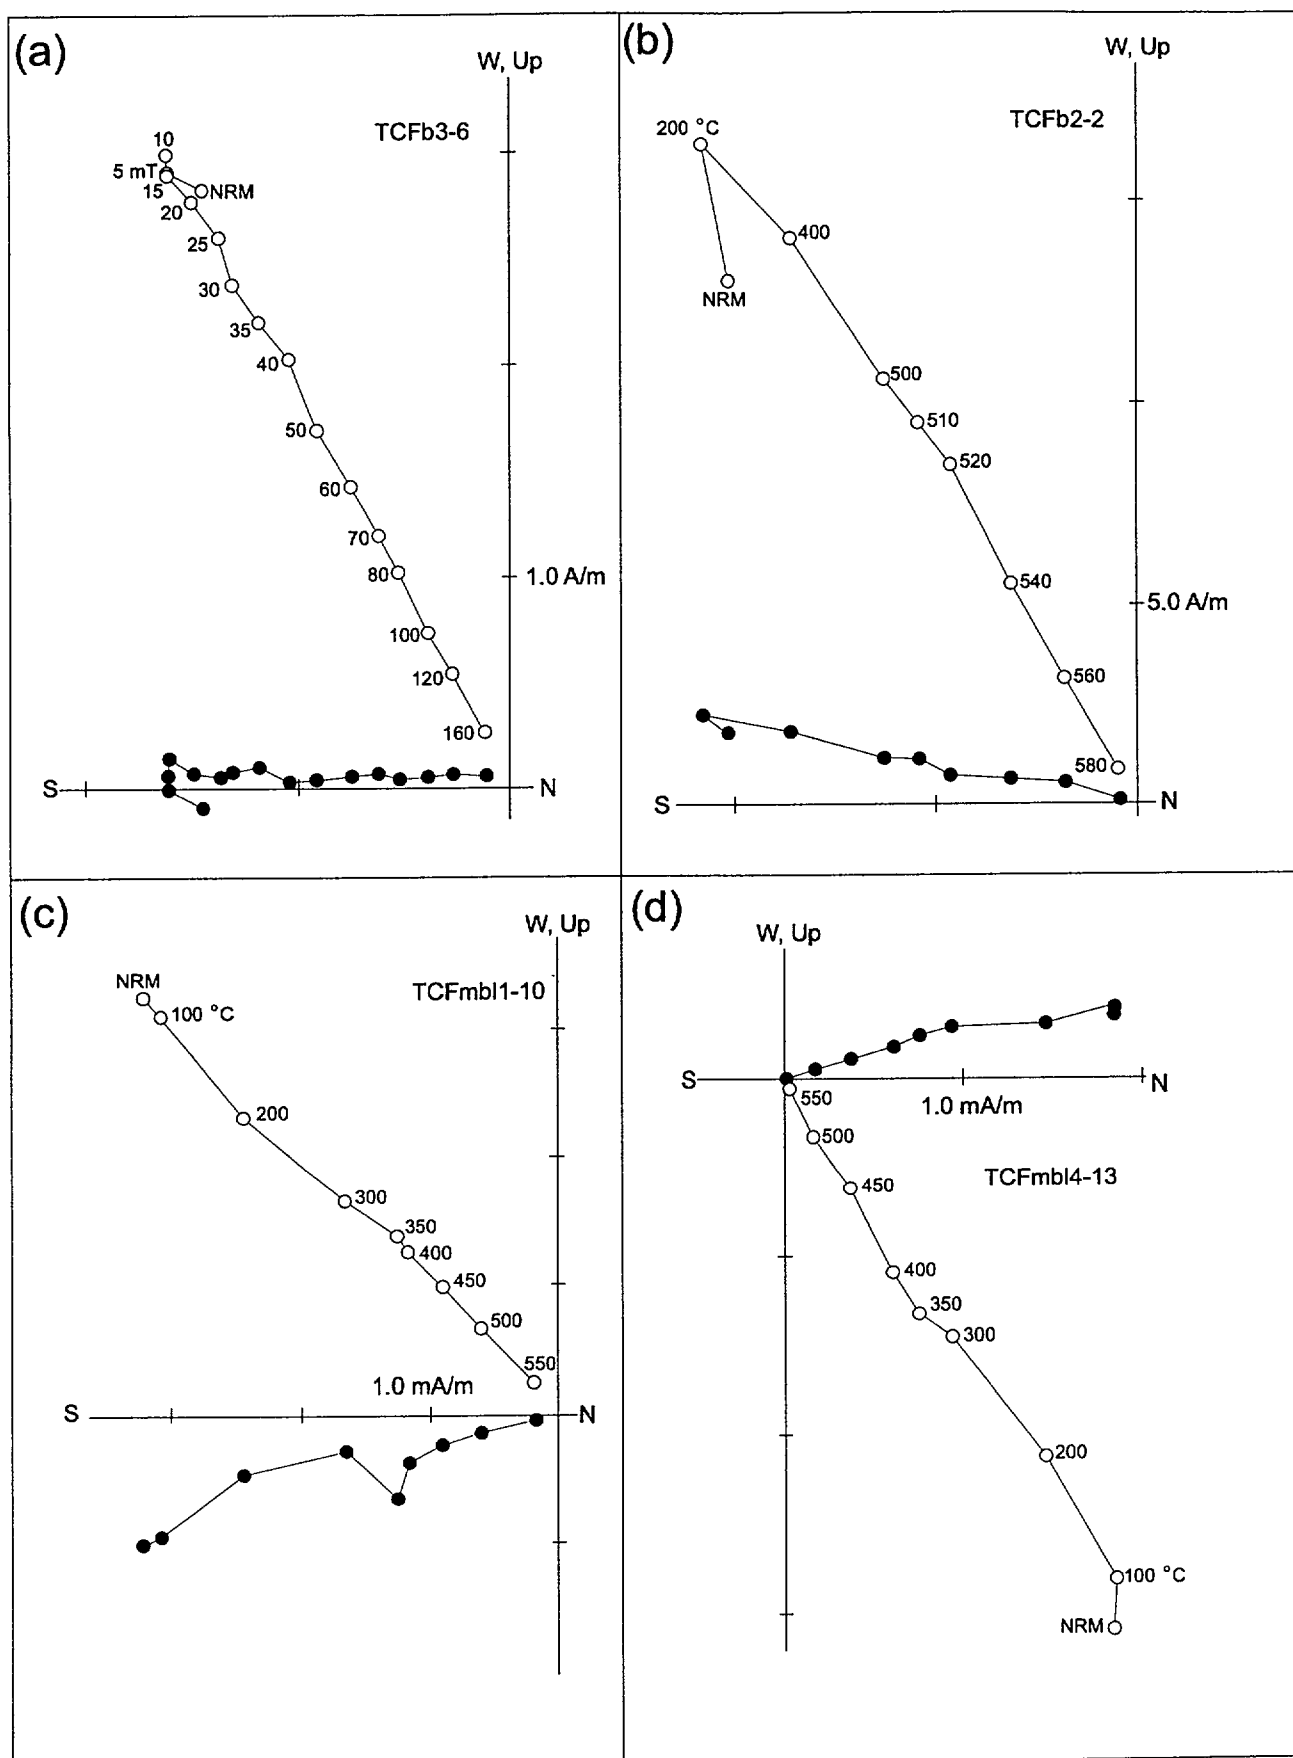 (a)
W, Up
TCFb3-6
10
5 mT
NRM
15
20
25
30
35
40
50
60
70
80
1.0 A/m
100
120
160
S
N
(b)
W, Up
TCFb2-2
200 °C
400
NRM
500
510
520
540
5.0 A/m
560
580
S
N
(c)
W, Up
NRM
TCFmbl1-10
100 °C
200
300
350
400
450
500
550
1.0 mA/m
S
N
(d)
W, Up
S
N
550
1.0 mA/m
500
TCFmbl4-13
450
400
350
300
200
100 °C
NRM